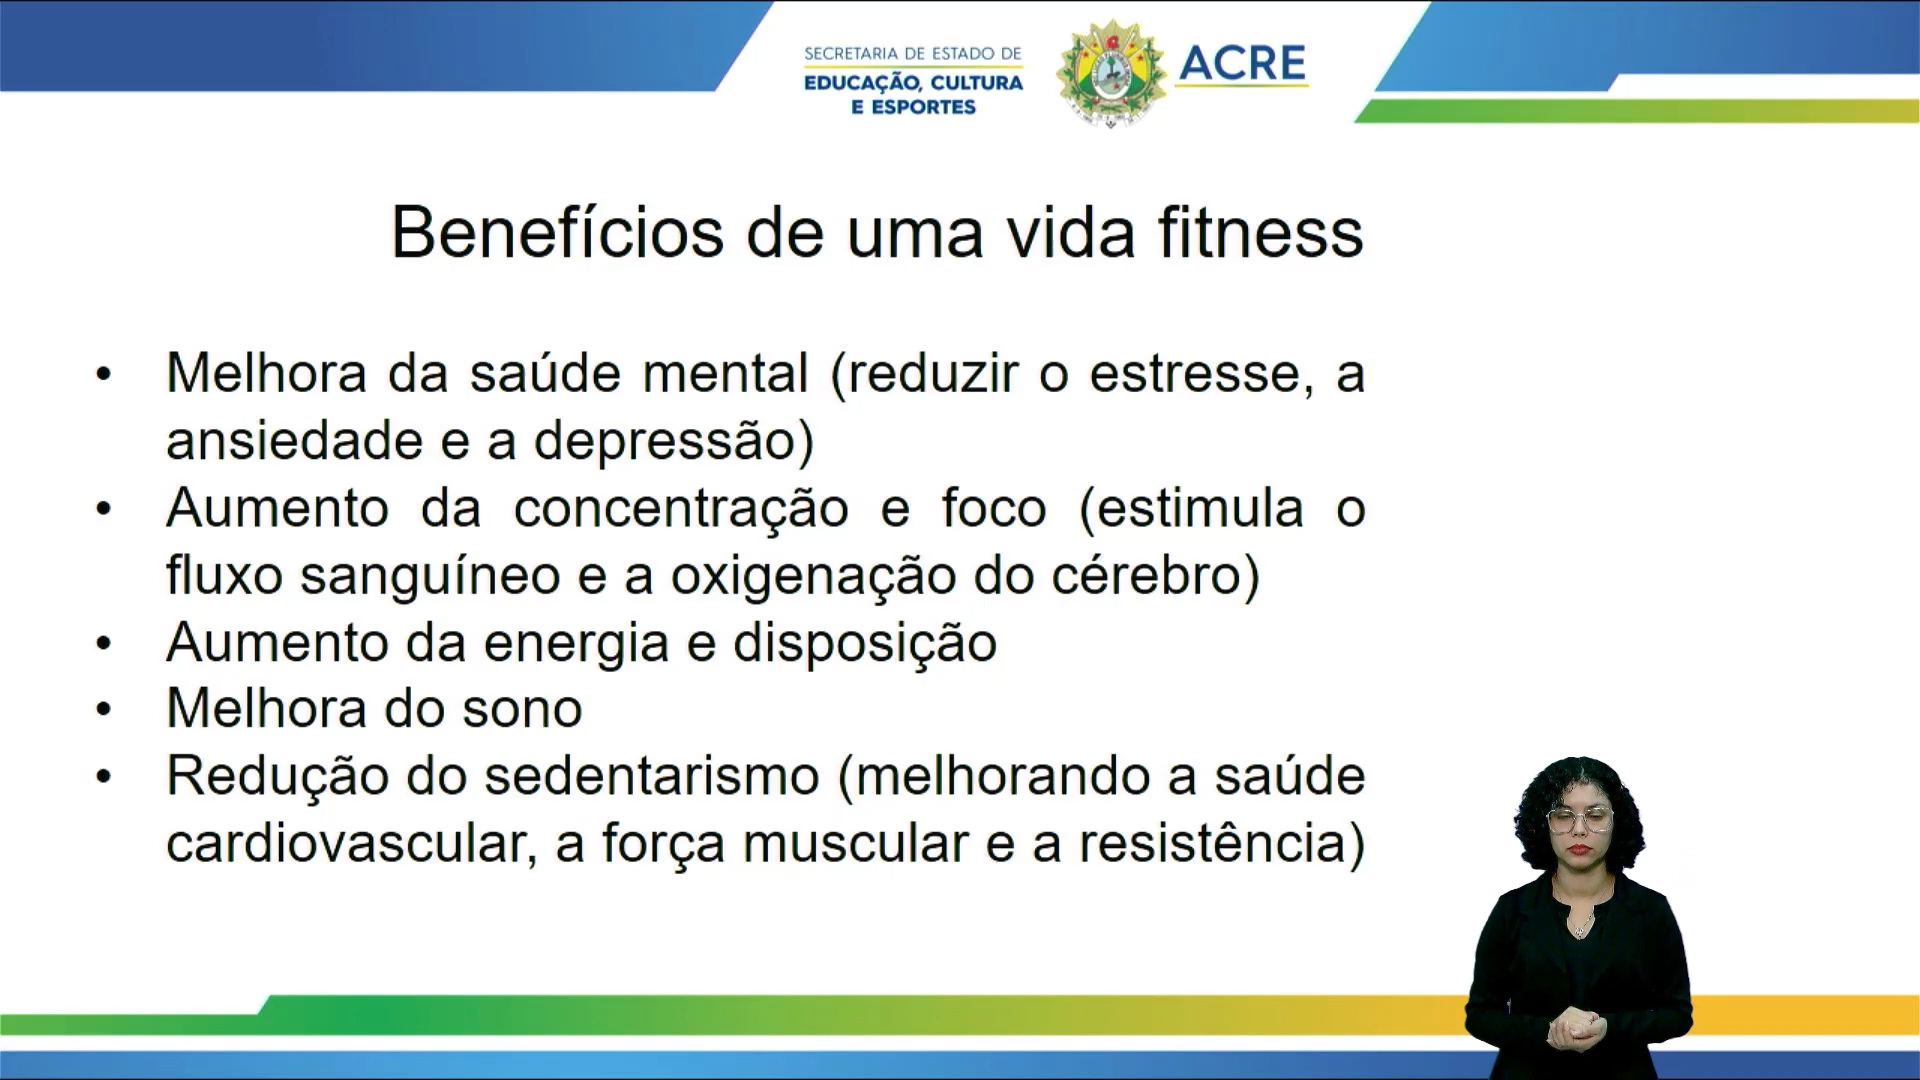 SECRETARIA DE ESTADO DE
EDUCAÇÃO, CULTURA
E ESPORTES
ACRE
Benefícios de uma vida fitness
• Melhora da saúde mental (reduzir o estresse, a
ansiedade e a depressão)
• Aumento da concentração e foco (estimula o
fluxo sanguíneo e a oxigenação do cérebro)
• Aumento da energia e disposição
• Melhora do sono
• Redução do sedentarismo (melhorando a saúde
cardiovascular, a força muscular e a resistência)